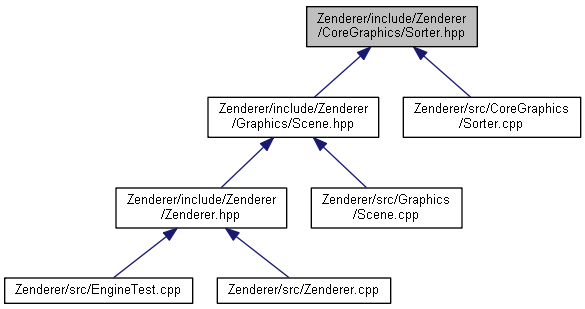 Zenderer/include/Zenderer
/CoreGraphics/Sorter.hpp
Zenderer/include/Zenderer
/Graphics/Scene.hpp
Zenderer/src/CoreGraphics
/Sorter.cpp
Zenderer/include/Zenderer
/Zenderer.hpp
Zenderer/src/Graphics
/Scene.cpp
Zenderer/src/EngineTest.cpp
Zenderer/src/Zenderer.cpp